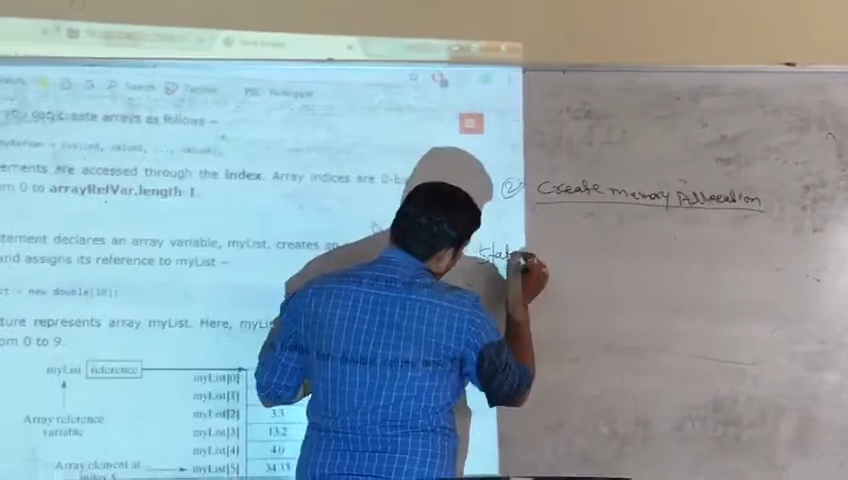 you can create arrays as follows –
ements are accessed through the index. Array indices are 0-b
om 0 to arrayRefVar.length-1.
tement declares an array variable, myList, creates an
and assigns its reference to myList –
= new double[10];
ure represents array myList. Here, myLi
om 0 to 9.
myList reference
myList[0]
myList[1]
Array reference
variable
myList[2] 3.3
myList[3] 13.2
myList[4] 4.0
Array element at
myList[5] 34.33
② Create memory Allocation
Stat